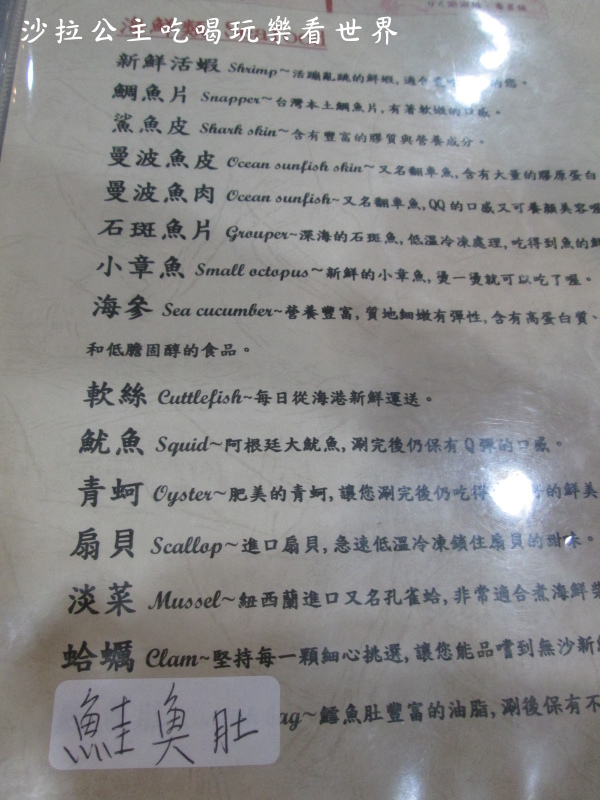 沙拉公主吃喝玩樂看世界
新鮮活蝦 Shrimp~活蹦亂跳的鮮蝦,
鯛魚片 Snapper~台灣本土鯛魚片,有著軟嫩的口感。
鯊魚皮 Shark skin~含有豐富的膠質與營養成分。
曼波魚皮 Ocean sunfish skin~又名翻車魚,含有大量的膠原蛋白
曼波魚肉 Ocean sunfish~又名翻車魚,QQ的口感又可養顏美容喔
石斑魚片 Grouper~深海的石斑魚,低溫冷凍處理,吃得到魚的鮮
小章魚 Small octopus~新鮮的小章魚,燙一燙就可以吃了喔。
海參 Sea cucumber~營養豐富,質地細嫩有彈性,含有高蛋白質、
和低膽固醇的食品。
軟絲 Cuttlefish~每日從海港新鮮運送。
魷魚 Squid~阿根廷大魷魚,涮完後仍保有Q彈的口感。
青蚵 Oyster~肥美的青蚵,讓您涮完後仍吃得 的鮮美
扇貝 Scallop~進口扇貝,急速低溫冷凍鎖住扇貝的甜味。
淡菜 Mussel~紐西蘭進口又名孔雀蛤,非常適合煮海鮮
蛤蠣 Clam~堅持每一顆細心挑選,讓您能品嚐到無沙新
鮭魚肚 ag~鱈魚肚豐富的油脂,涮後保有不